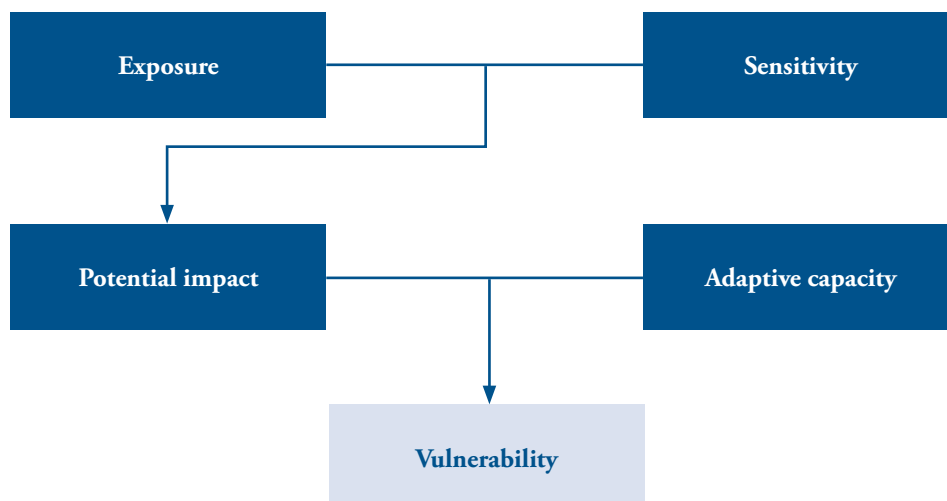 Exposure
Sensitivity
Potential impact
Adaptive capacity
Vulnerability